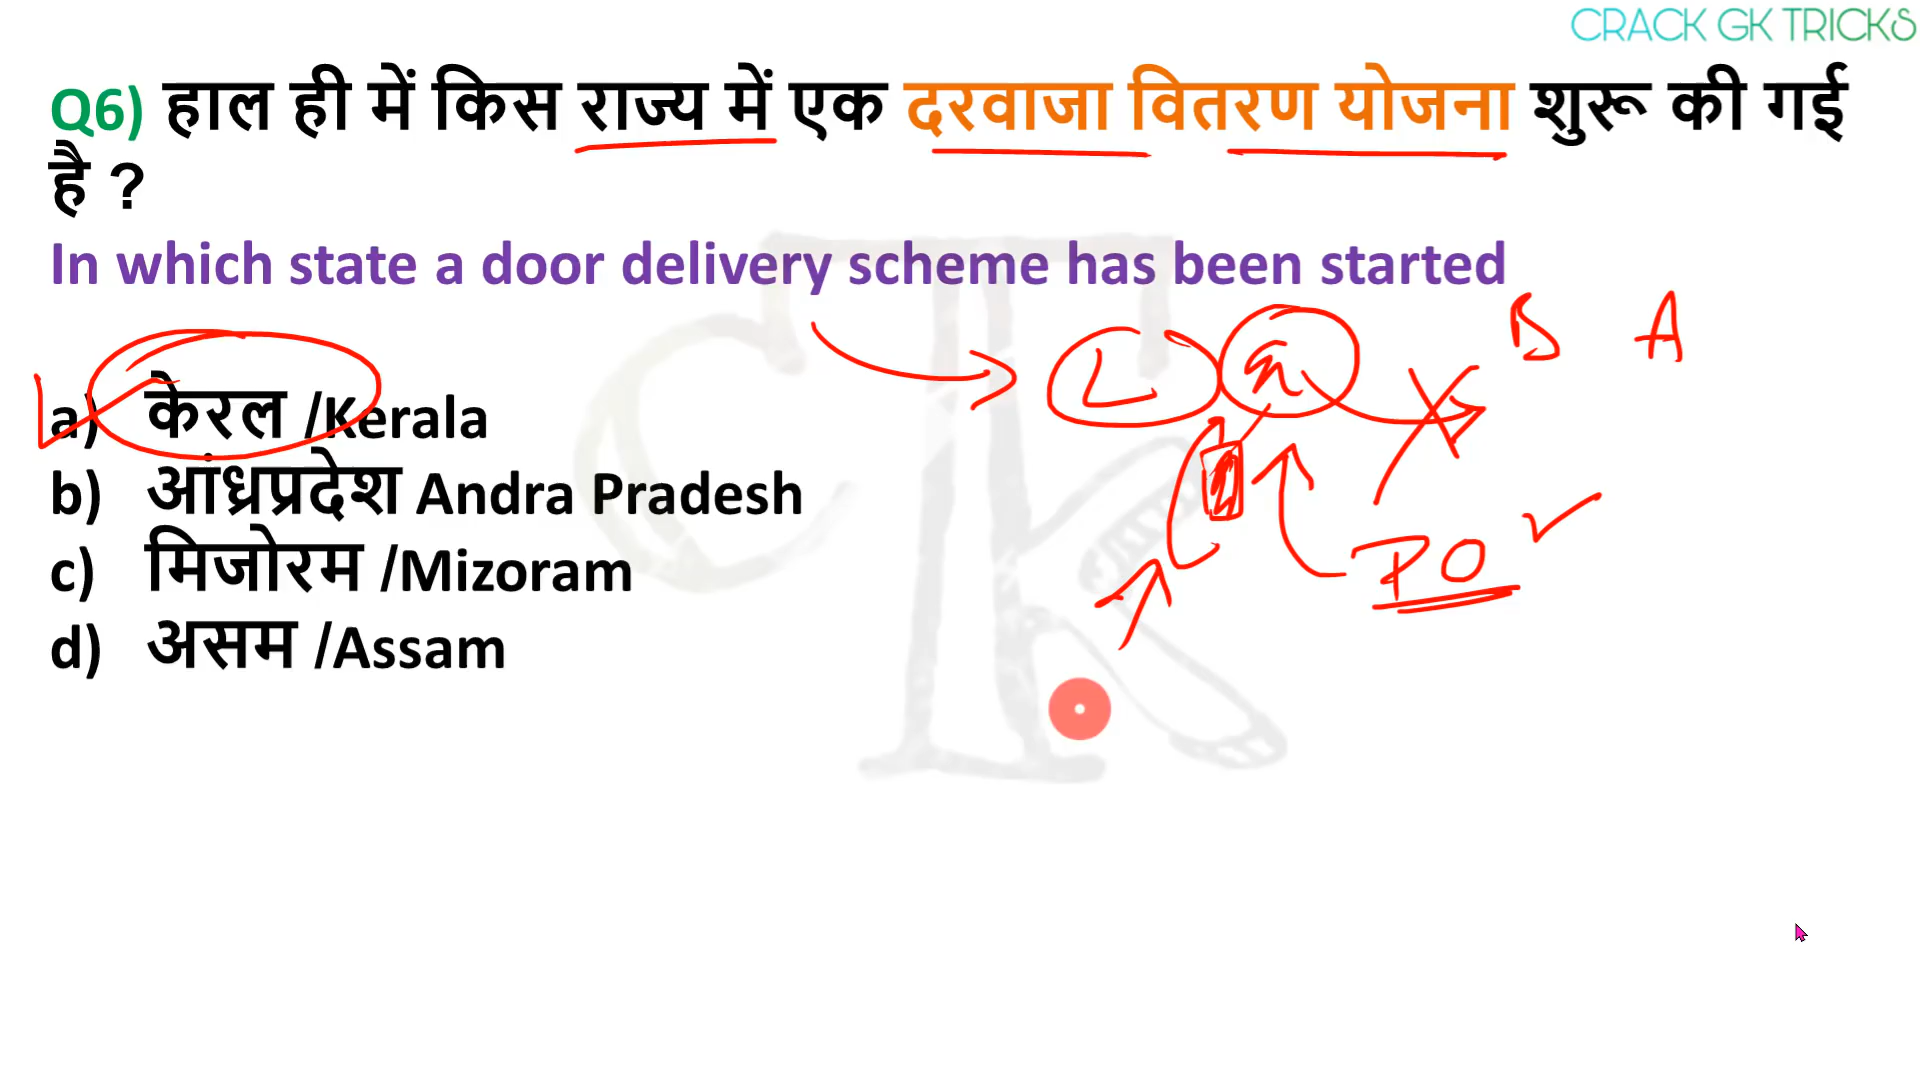 CRACK GK TRICKS
Q6) हाल ही में किस राज्य में एक दरवाजा वितरण योजना शुरू की गई
है ?
In which state a door delivery scheme has been started
B A
L
a) केरल /Kerala
b) आंध्रप्रदेश Andra Pradesh
PO
c) मिजोरम /Mizoram
d) असम /Assam